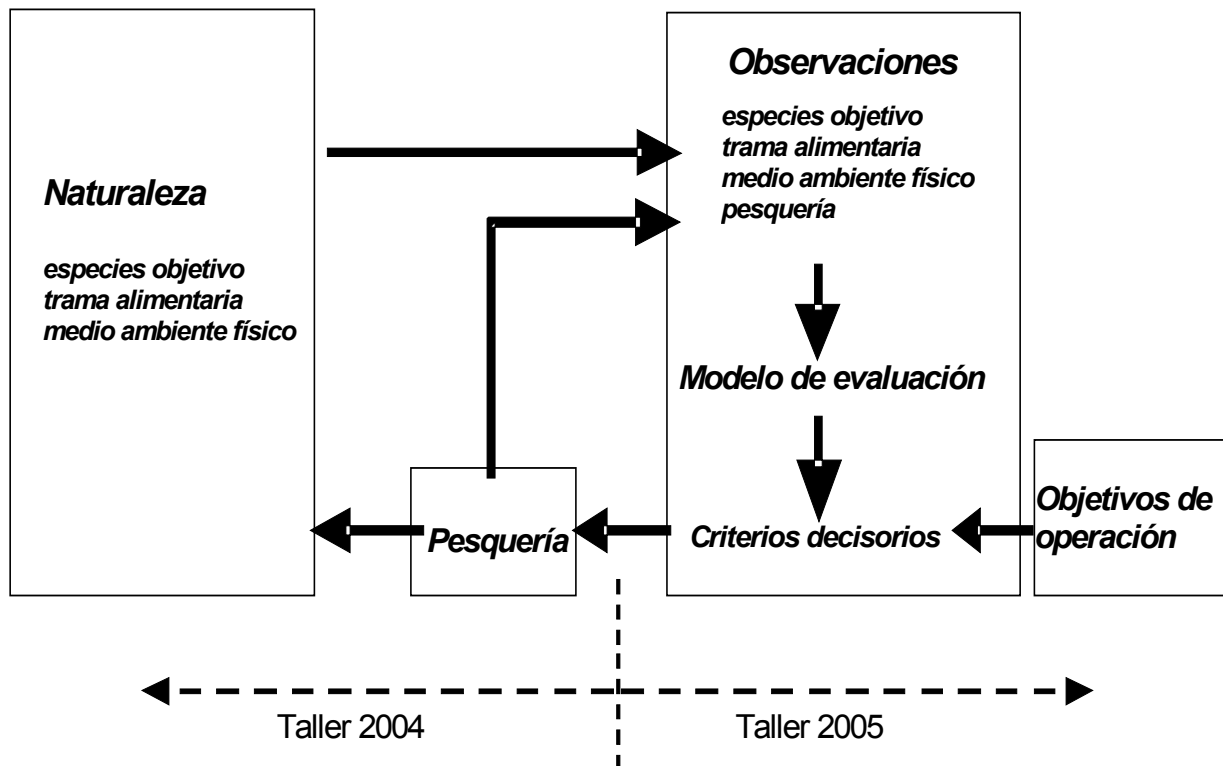 Naturaleza
especies objetivo
trama alimentaria
medio ambiente físico
Observaciones
especies objetivo
trama alimentaria
medio ambiente físico
pesquería
Modelo de evaluación
Criterios decisorios
Pesquería
Objetivos de
operación
Taller 2004
Taller 2005